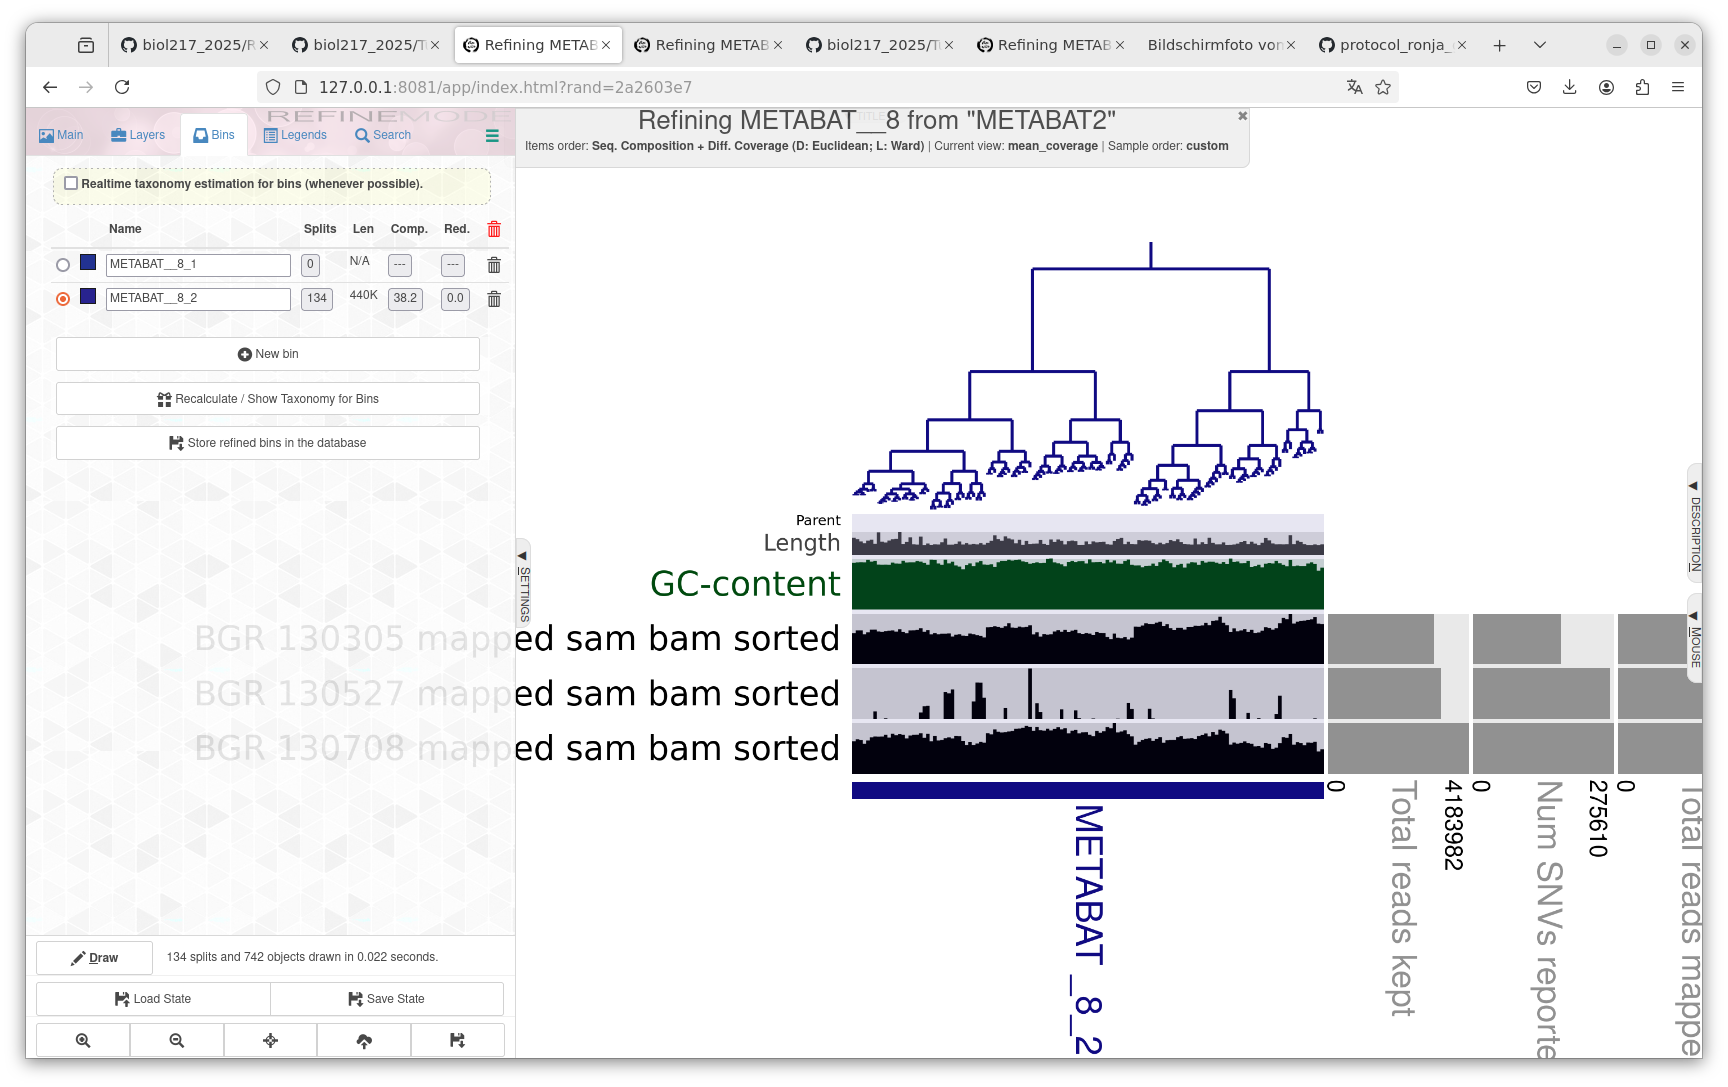 biol217_2025/R
biol217_2025/Tu
Refining METAB
Refining METAB
biol217_2025/Tu
Refining METAB
Bildschirmfoto von
protocol_ronja_
127.0.0.1:8081/app/index.html?rand=2a2603e7
REFINE MODE
Main
Layers
Bins
Legends
Search
Refining METABAT__8 from "METABAT2"
Items order: Seq. Composition + Diff. Coverage (D: Euclidean; L: Ward) | Current view: mean_coverage | Sample order: custom
Realtime taxonomy estimation for bins (whenever possible).
Name Splits Len Comp. Red.
METABAT__8_1 0 N/A --- ---
METABAT__8_2 134 440K 38.2 0.0
New bin
Recalculate / Show Taxonomy for Bins
Store refined bins in the database
SETTINGS
DESCRIPTION
MOUSE
Parent
Length
GC-content
BGR 130305 mapped sam bam sorted
BGR 130527 mapped sam bam sorted
BGR 130708 mapped sam bam sorted
METABAT__8_2
0
Total reads kept
4183982
0
Num SNVs reporte
275610
0
Total reads mappe
Draw
134 splits and 742 objects drawn in 0.022 seconds.
Load State
Save State